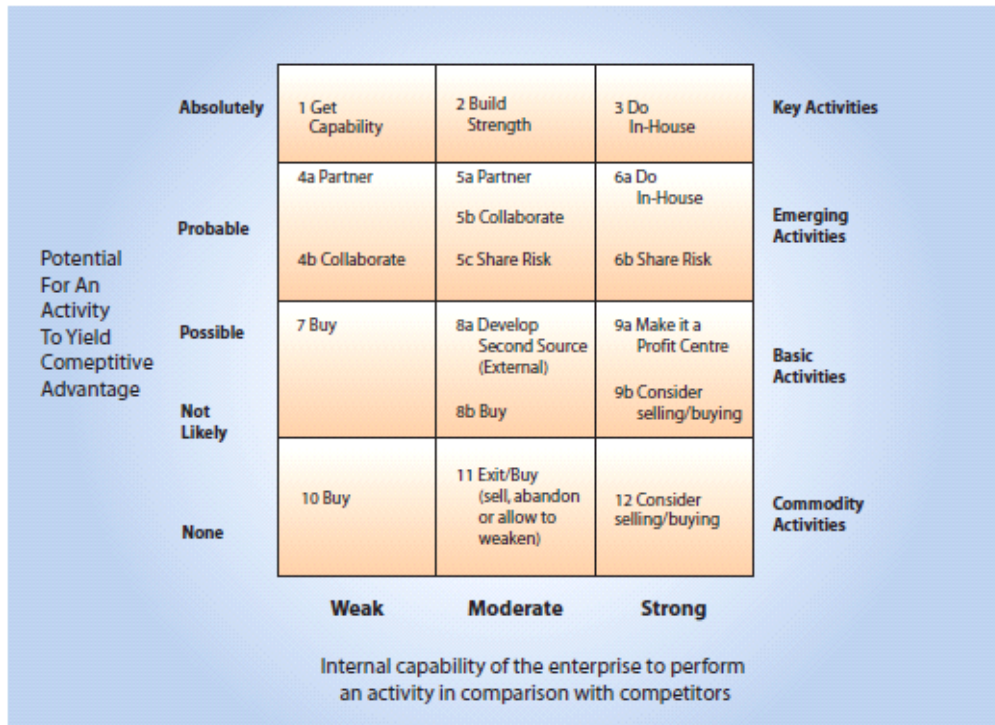 Absolutely
1 Get
Capability
2 Build
Strength
3 Do
In-House
Key Activities
Potential
For An
Activity
To Yield
Comeptitive
Advantage
Probable
4a Partner
4b Collaborate
5a Partner
5b Collaborate
5c Share Risk
6a Do
In-House
6b Share Risk
Emerging
Activities
Possible
Not
Likely
7 Buy
8a Develop
Second Source
(External)
8b Buy
9a Make it a
Profit Centre
9b Consider
selling/buying
Basic
Activities
None
10 Buy
11 Exit/Buy
(sell, abandon
or allow to
weaken)
12 Consider
selling/buying
Commodity
Activities
Weak
Moderate
Strong
Internal capability of the enterprise to perform
an activity in comparison with competitors